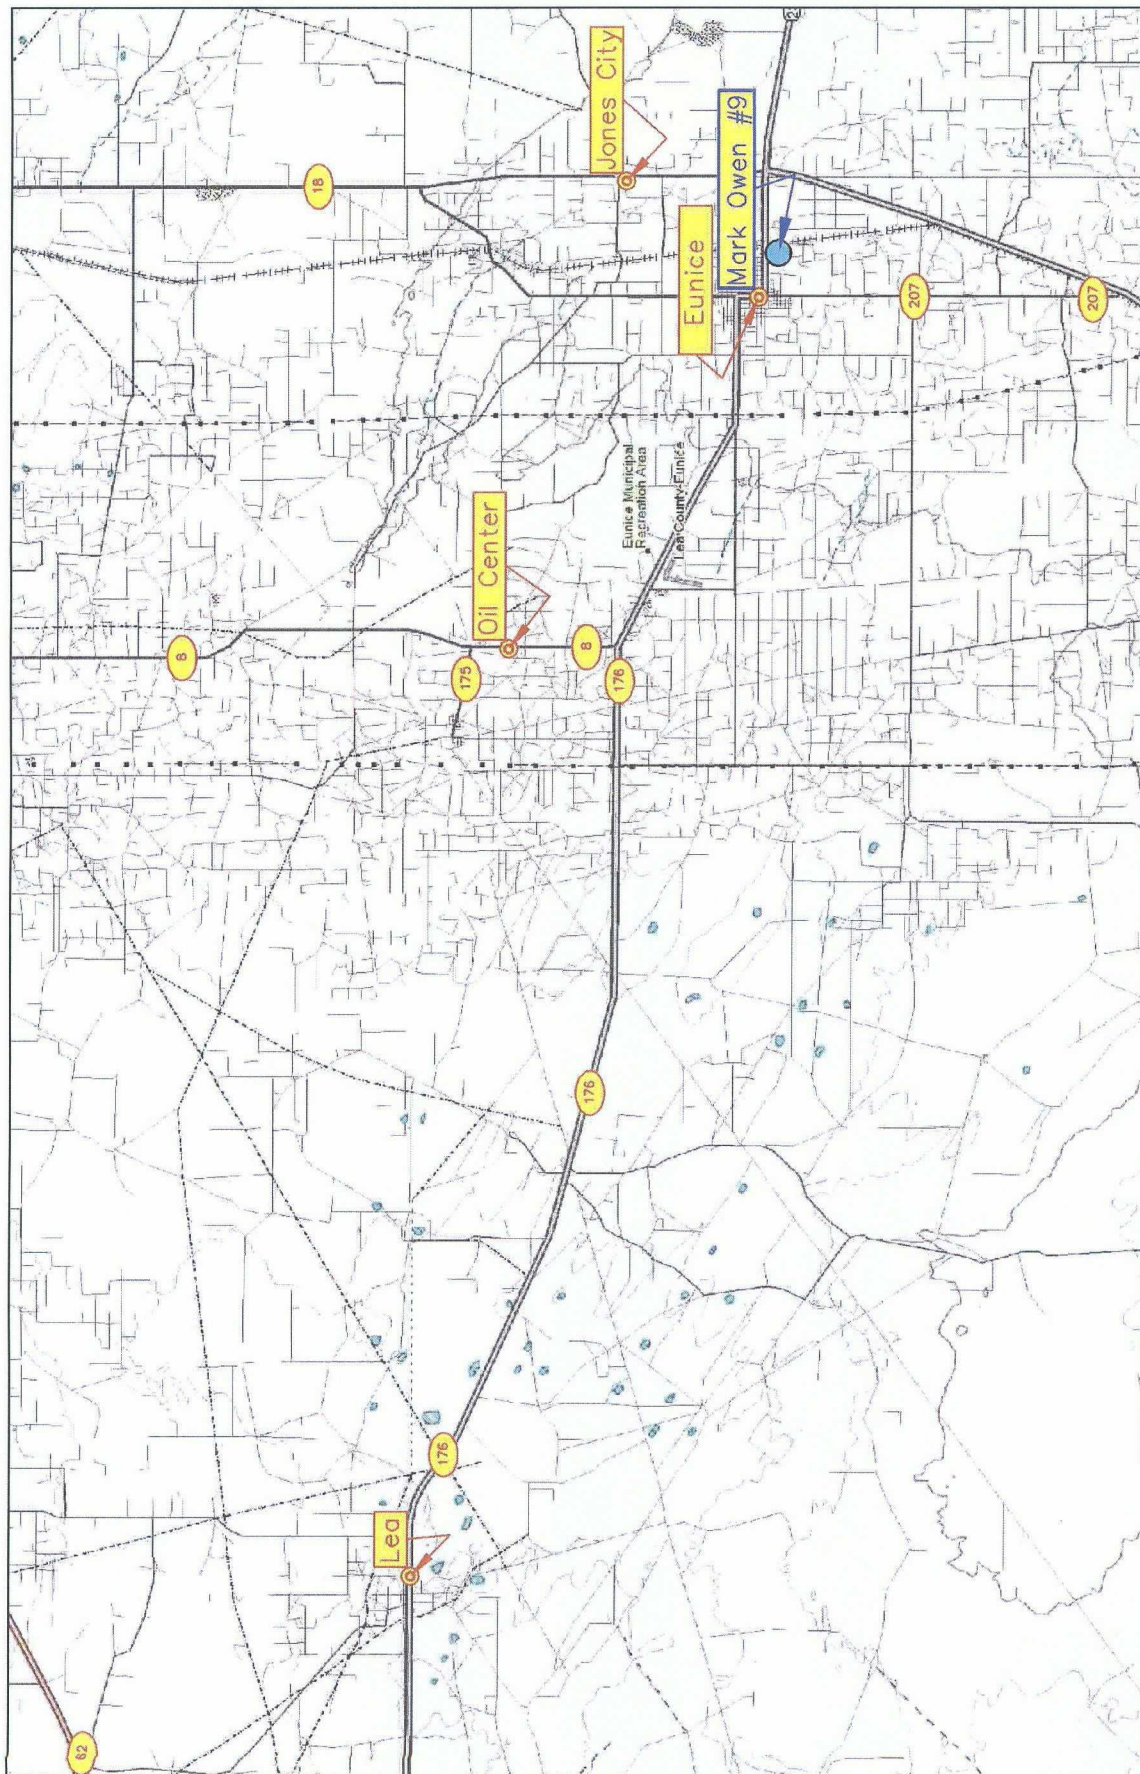 62
Lea
176
176
8
175
Oil Center
8
176
Eunice Municipal
Recreation Area
Lea County-Eunice
18
Jones City
Eunice
Mark Owen #9
207
207